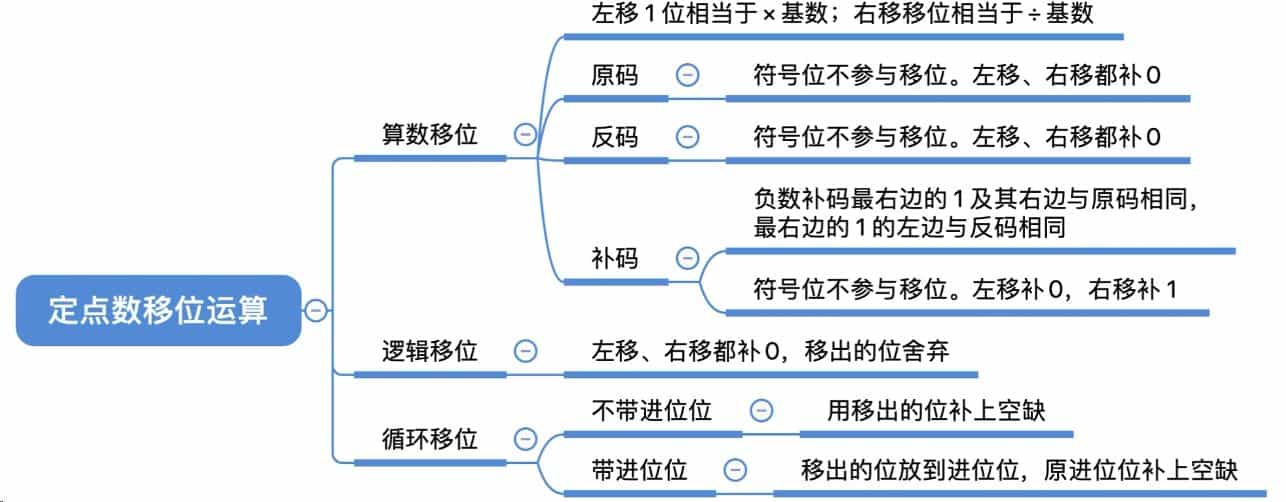 左移1位相当于×基数；右移移位相当于÷基数
原码
符号位不参与移位。左移、右移都补0
算数移位
反码
符号位不参与移位。左移、右移都补0
负数补码最右边的1及其右边与原码相同，
最右边的1的左边与反码相同
补码
符号位不参与移位。左移补0，右移补1
定点数移位运算
逻辑移位
左移、右移都补0，移出的位舍弃
不带进位位
用移出的位补上空缺
循环移位
带进位位
移出的位放到进位位，原进位位补上空缺